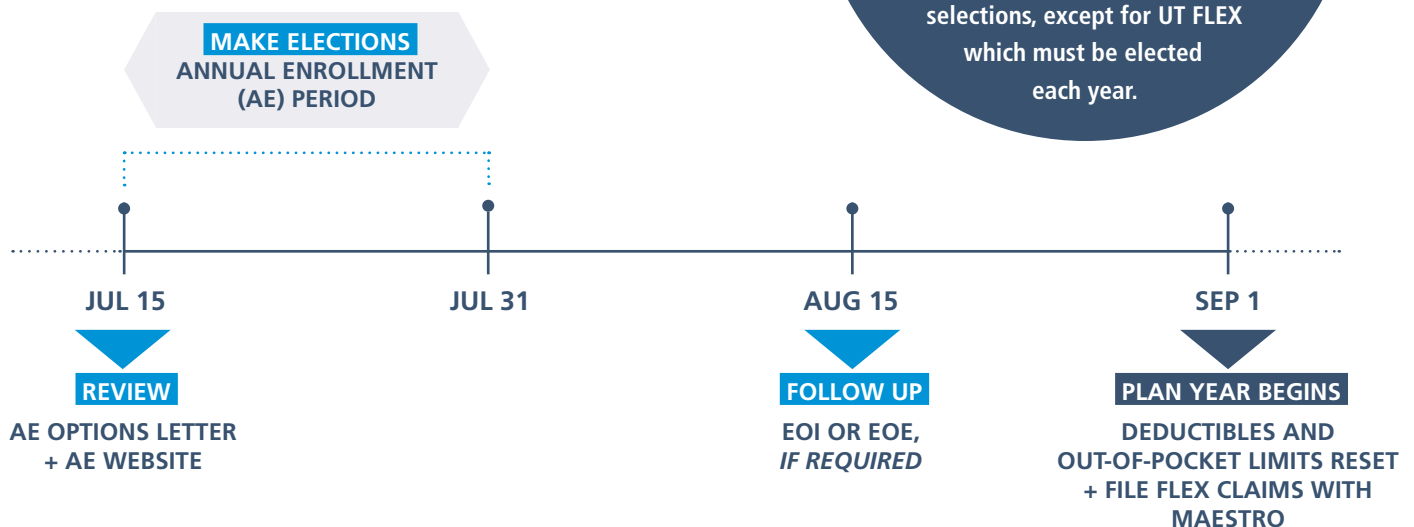 selections, except for UT FLEX
which must be elected
each year.
MAKE ELECTIONS
ANNUAL ENROLLMENT
(AE) PERIOD
JUL 15
JUL 31
AUG 15
SEP 1
REVIEW
AE OPTIONS LETTER
+ AE WEBSITE
FOLLOW UP
EOI OR EOE,
IF REQUIRED
PLAN YEAR BEGINS
DEDUCTIBLES AND
OUT-OF-POCKET LIMITS RESET
+ FILE FLEX CLAIMS WITH
MAESTRO